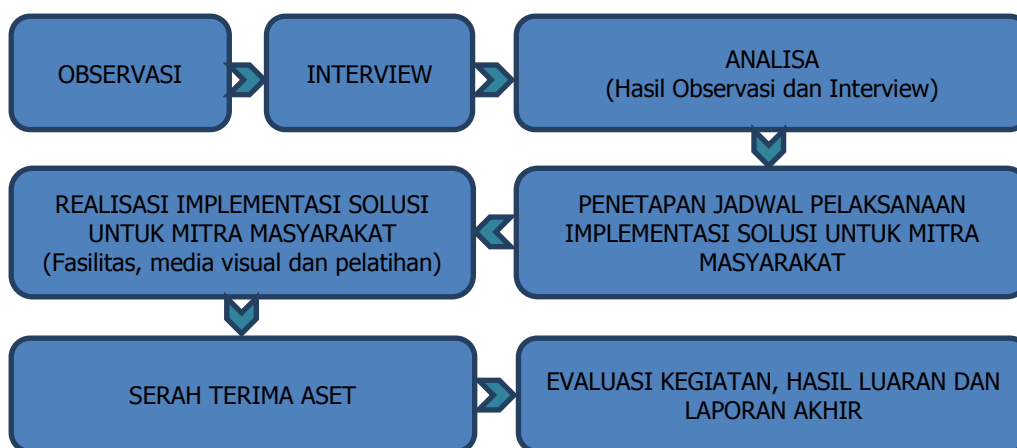 OBSERVASI
INTERVIEW
ANALISA
(Hasil Observasi dan Interview)
REALISASI IMPLEMENTASI SOLUSI
UNTUK MITRA MASYARAKAT
(Fasilitas, media visual dan pelatihan)
PENETAPAN JADWAL PELAKSANAAN
IMPLEMENTASI SOLUSI UNTUK MITRA
MASYARAKAT
SERAH TERIMA ASET
EVALUASI KEGIATAN, HASIL LUARAN DAN
LAPORAN AKHIR